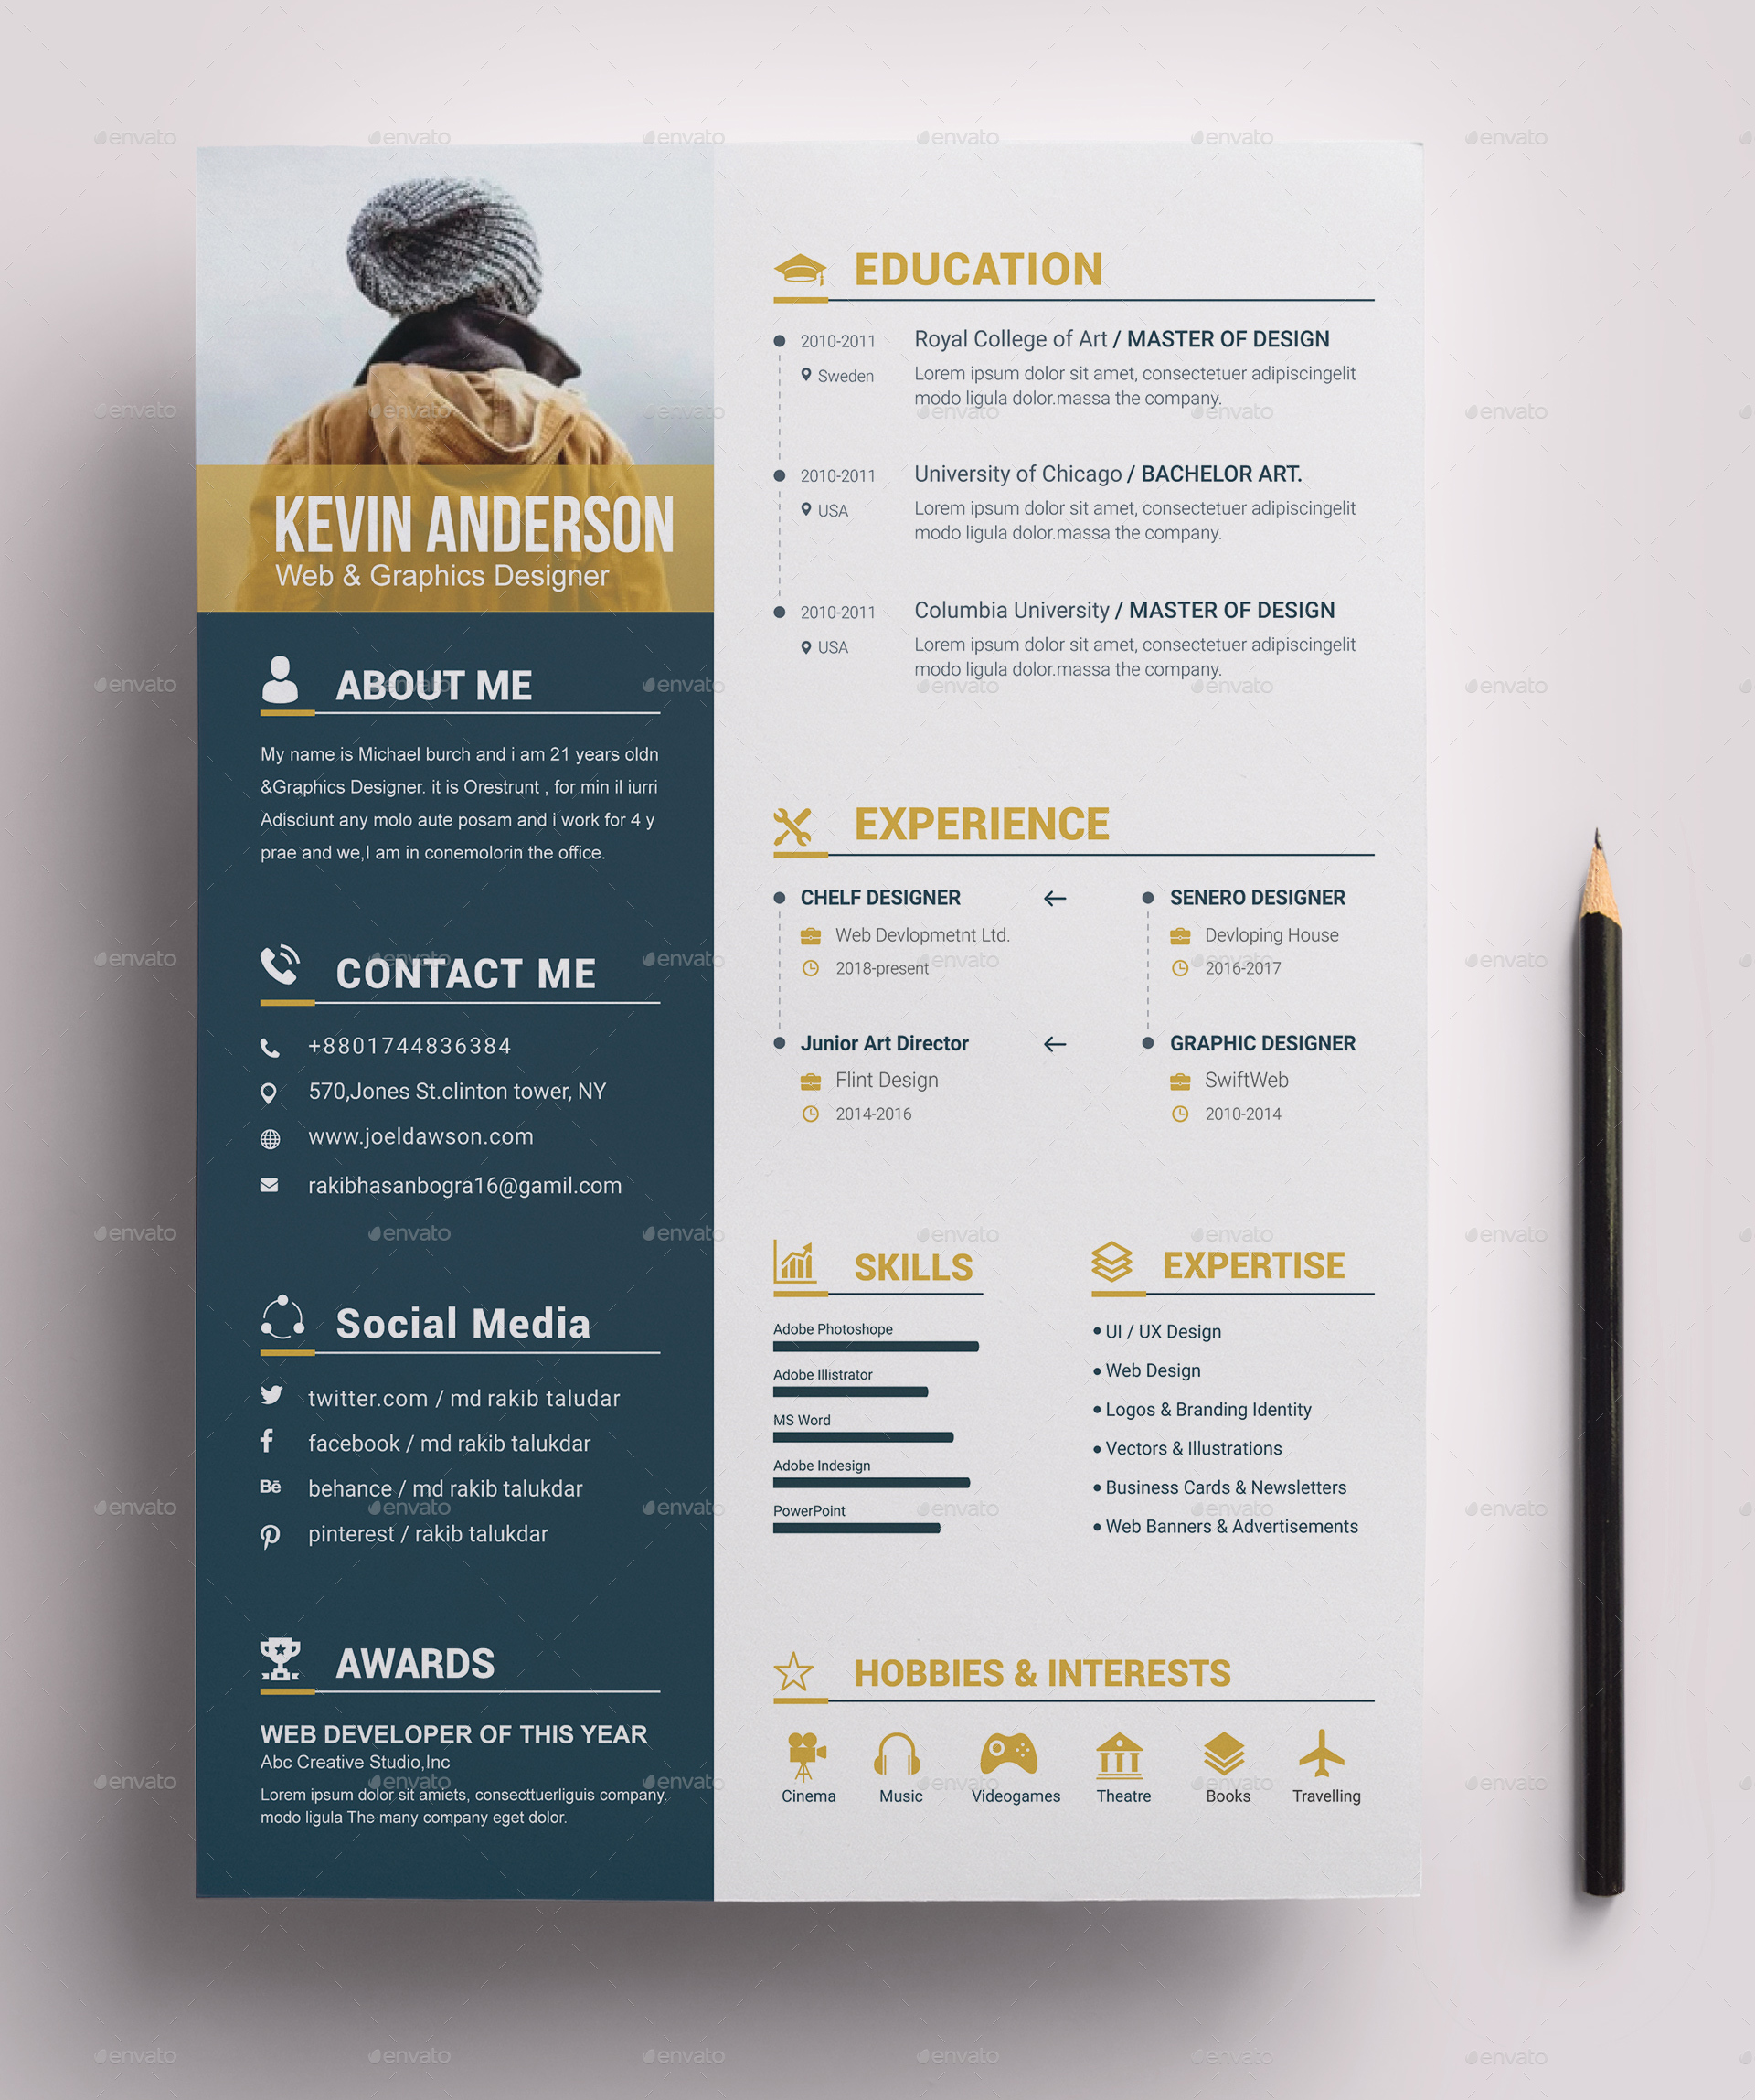 KEVIN ANDERSON
Web & Graphics Designer
ABOUT ME
My name is Michael burch and i am 21 years oldn
&Graphics Designer. it is Orestrunt , for min il iurri
Adisciunt any molo aute posam and i work for 4 y
prae and we,I am in conemolorin the office.
CONTACT ME
+8801744836384
570,Jones St.clinton tower, NY
www.joeldawson.com
rakibhasanbogra16@gamil.com
Social Media
twitter.com / md rakib taludar
facebook / md rakib talukdar
Bē behance / md rakib talukdar
pinterest / rakib talukdar
AWARDS
WEB DEVELOPER OF THIS YEAR
Abc Creative Studio,Inc
Lorem ipsum dolor sit amiets, consecttuerliguis company.
modo ligula The many company eget dolor.
EDUCATION
2010-2011 Royal College of Art / MASTER OF DESIGN
Sweden Lorem ipsum dolor sit amet, consectetuer adipiscingelit
modo ligula dolor.massa the company.
2010-2011 University of Chicago / BACHELOR ART.
USA Lorem ipsum dolor sit amet, consectetuer adipiscingelit
modo ligula dolor.massa the company.
2010-2011 Columbia University / MASTER OF DESIGN
USA Lorem ipsum dolor sit amet, consectetuer adipiscingelit
modo ligula dolor.massa the company.
EXPERIENCE
CHELF DESIGNER
Web Devlopmetnt Ltd.
2018-present
SENERO DESIGNER
Devloping House
2016-2017
Junior Art Director
Flint Design
2014-2016
GRAPHIC DESIGNER
SwiftWeb
2010-2014
SKILLS
Adobe Photoshope
Adobe Illistrator
MS Word
Adobe Indesign
PowerPoint
EXPERTISE
• UI / UX Design
• Web Design
• Logos & Branding Identity
• Vectors & Illustrations
• Business Cards & Newsletters
• Web Banners & Advertisements
HOBBIES & INTERESTS
Cinema Music Videogames Theatre Books Travelling
envato